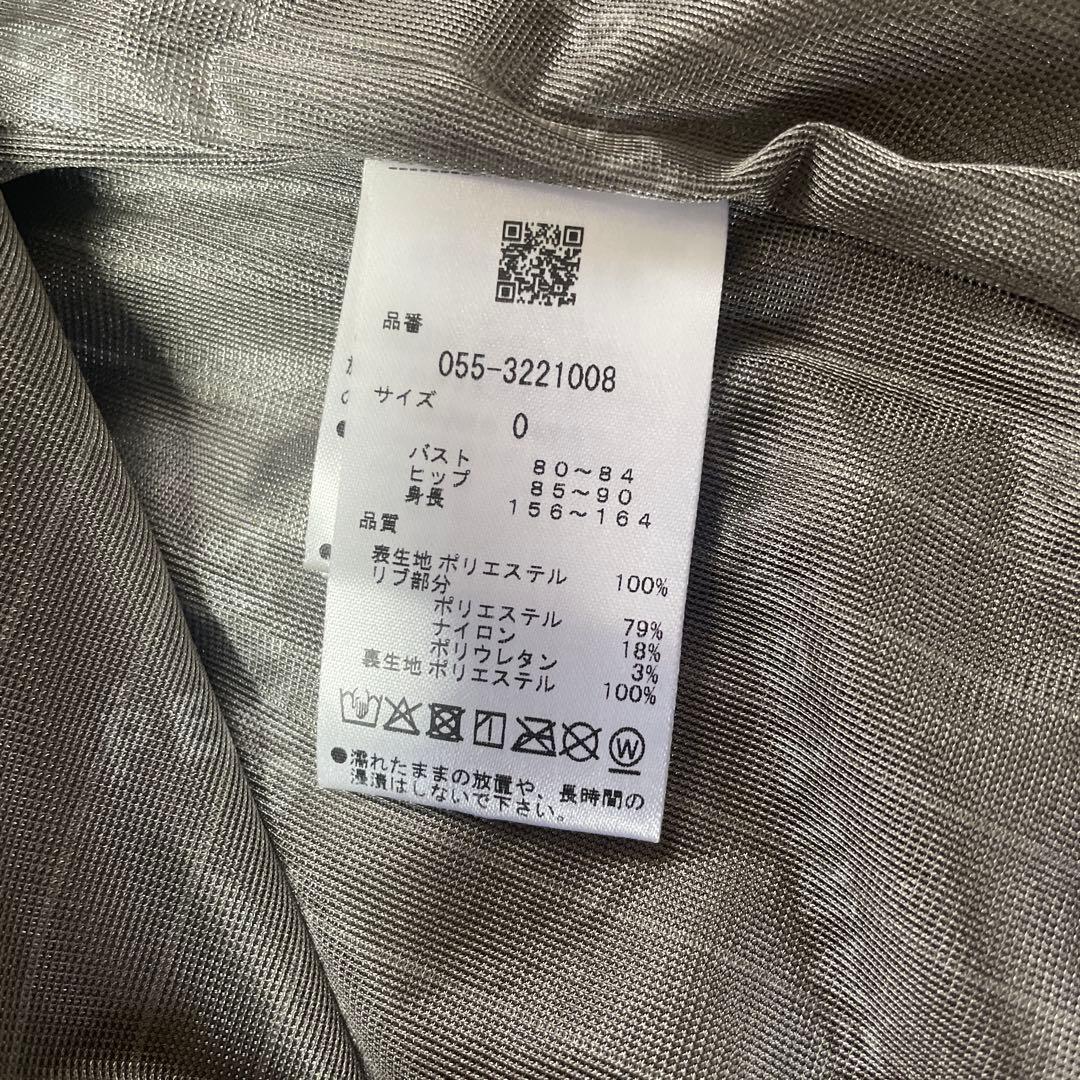 品番
055-3221008
サイズ
0
バスト 80～84
ヒップ 85～90
身長 156～164
品質
表生地 ポリエステル 100%
リブ部分
ポリエステル 79%
ナイロン 18%
ポリウレタン 3%
裏生地 ポリエステル 100%
W
●濡れたままの放置や、長時間の
浸漬はしないで下さい。